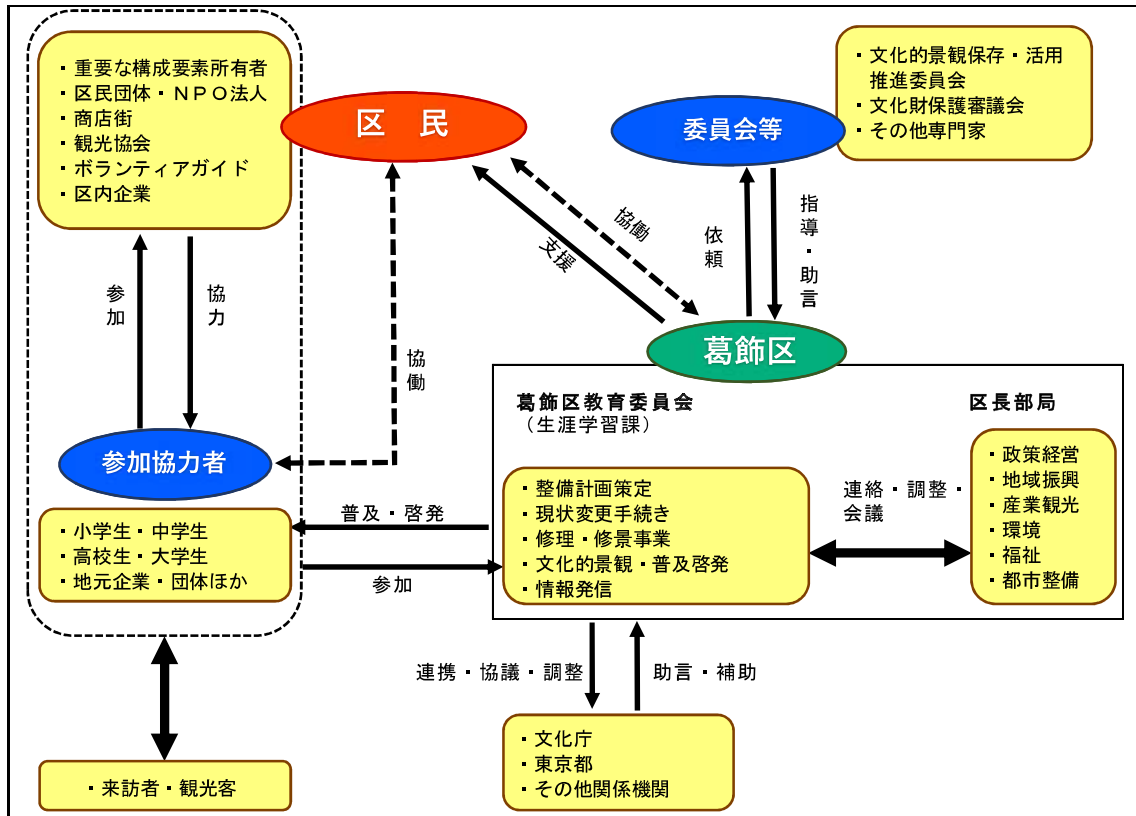 ・重要な構成要素所有者
・区民団体・ＮＰＯ法人
・商店街
・観光協会
・ボランティアガイド
・区内企業
区　民
委員会等
・文化的景観保存・活用
推進委員会
・文化財保護審議会
・その他専門家
参加
協力
協働
支援
協働
依頼
指導・助言
葛飾区
葛飾区教育委員会
（生涯学習課）
区長部局
参加協力者
・小学生・中学生
・高校生・大学生
・地元企業・団体ほか
普及・啓発
参加
・整備計画策定
・現状変更手続き
・修理・修景事業
・文化的景観・普及啓発
・情報発信
連絡・調整・
会議
・政策経営
・地域振興
・産業観光
・環境
・福祉
・都市整備
連携・協議・調整
助言・補助
・文化庁
・東京都
・その他関係機関
・来訪者・観光客